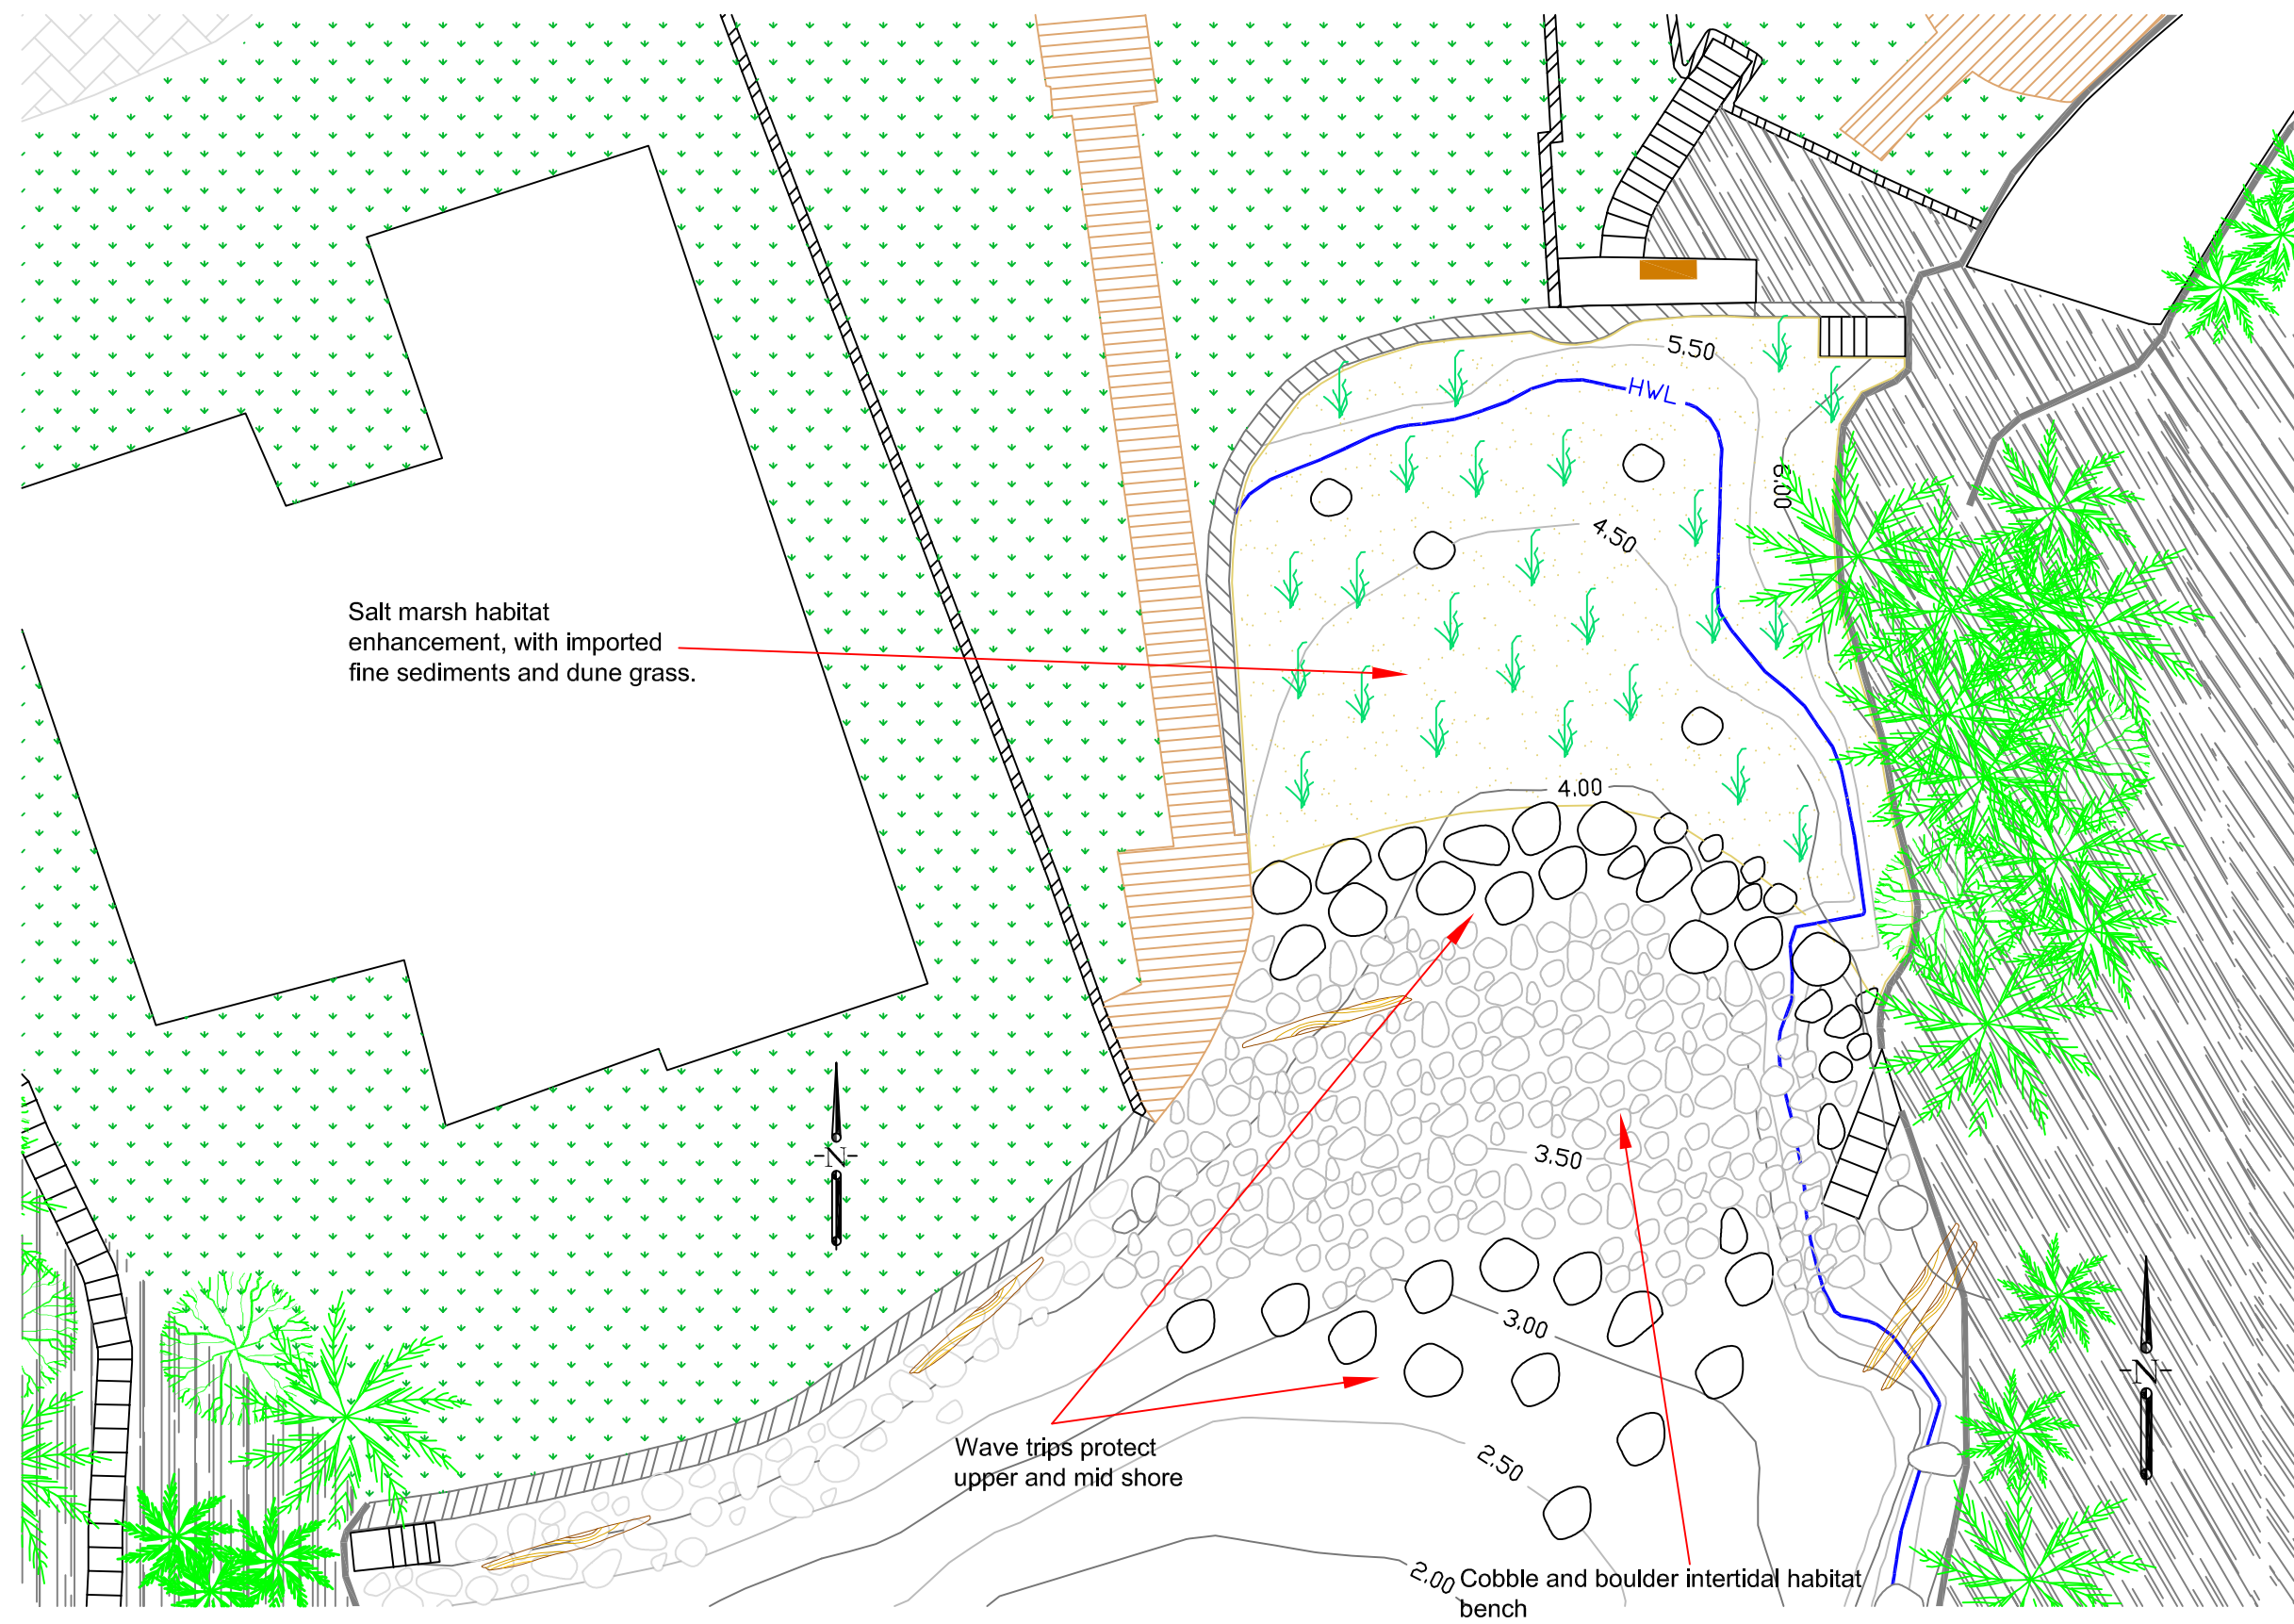 5.50
HWL
6.00
4.50
Salt marsh habitat
enhancement, with imported
fine sediments and dune grass.
4.00
-N-
3.50
3.00
-N-
Wave trips protect
upper and mid shore
2.50
2.00
Cobble and boulder intertidal habitat
bench